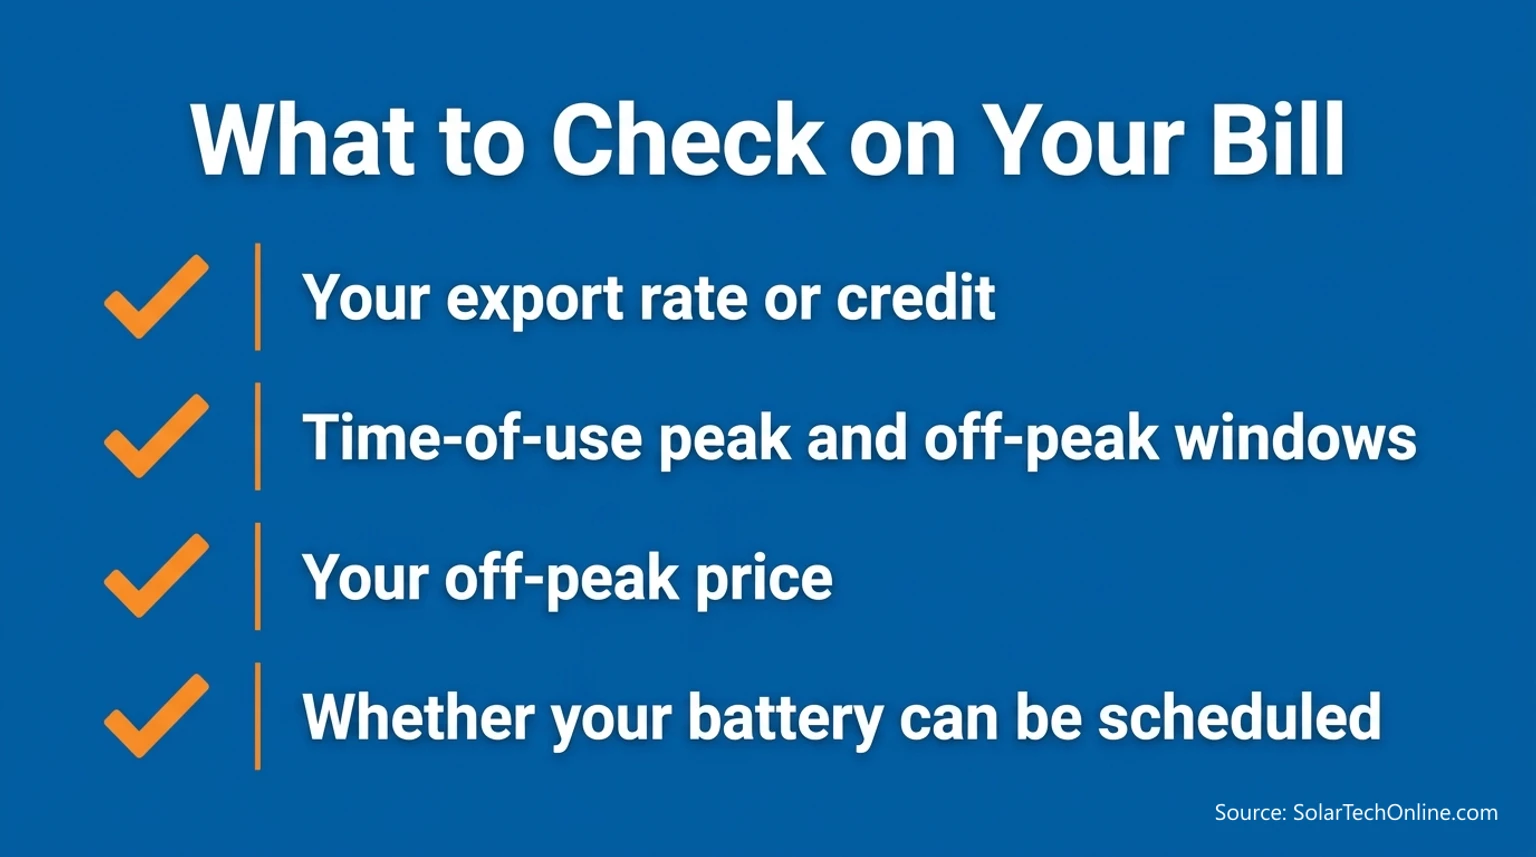 What to Check on Your Bill
Your export rate or credit
Time-of-use peak and off-peak windows
Your off-peak price
Whether your battery can be scheduled
Source: SolarTechOnline.com